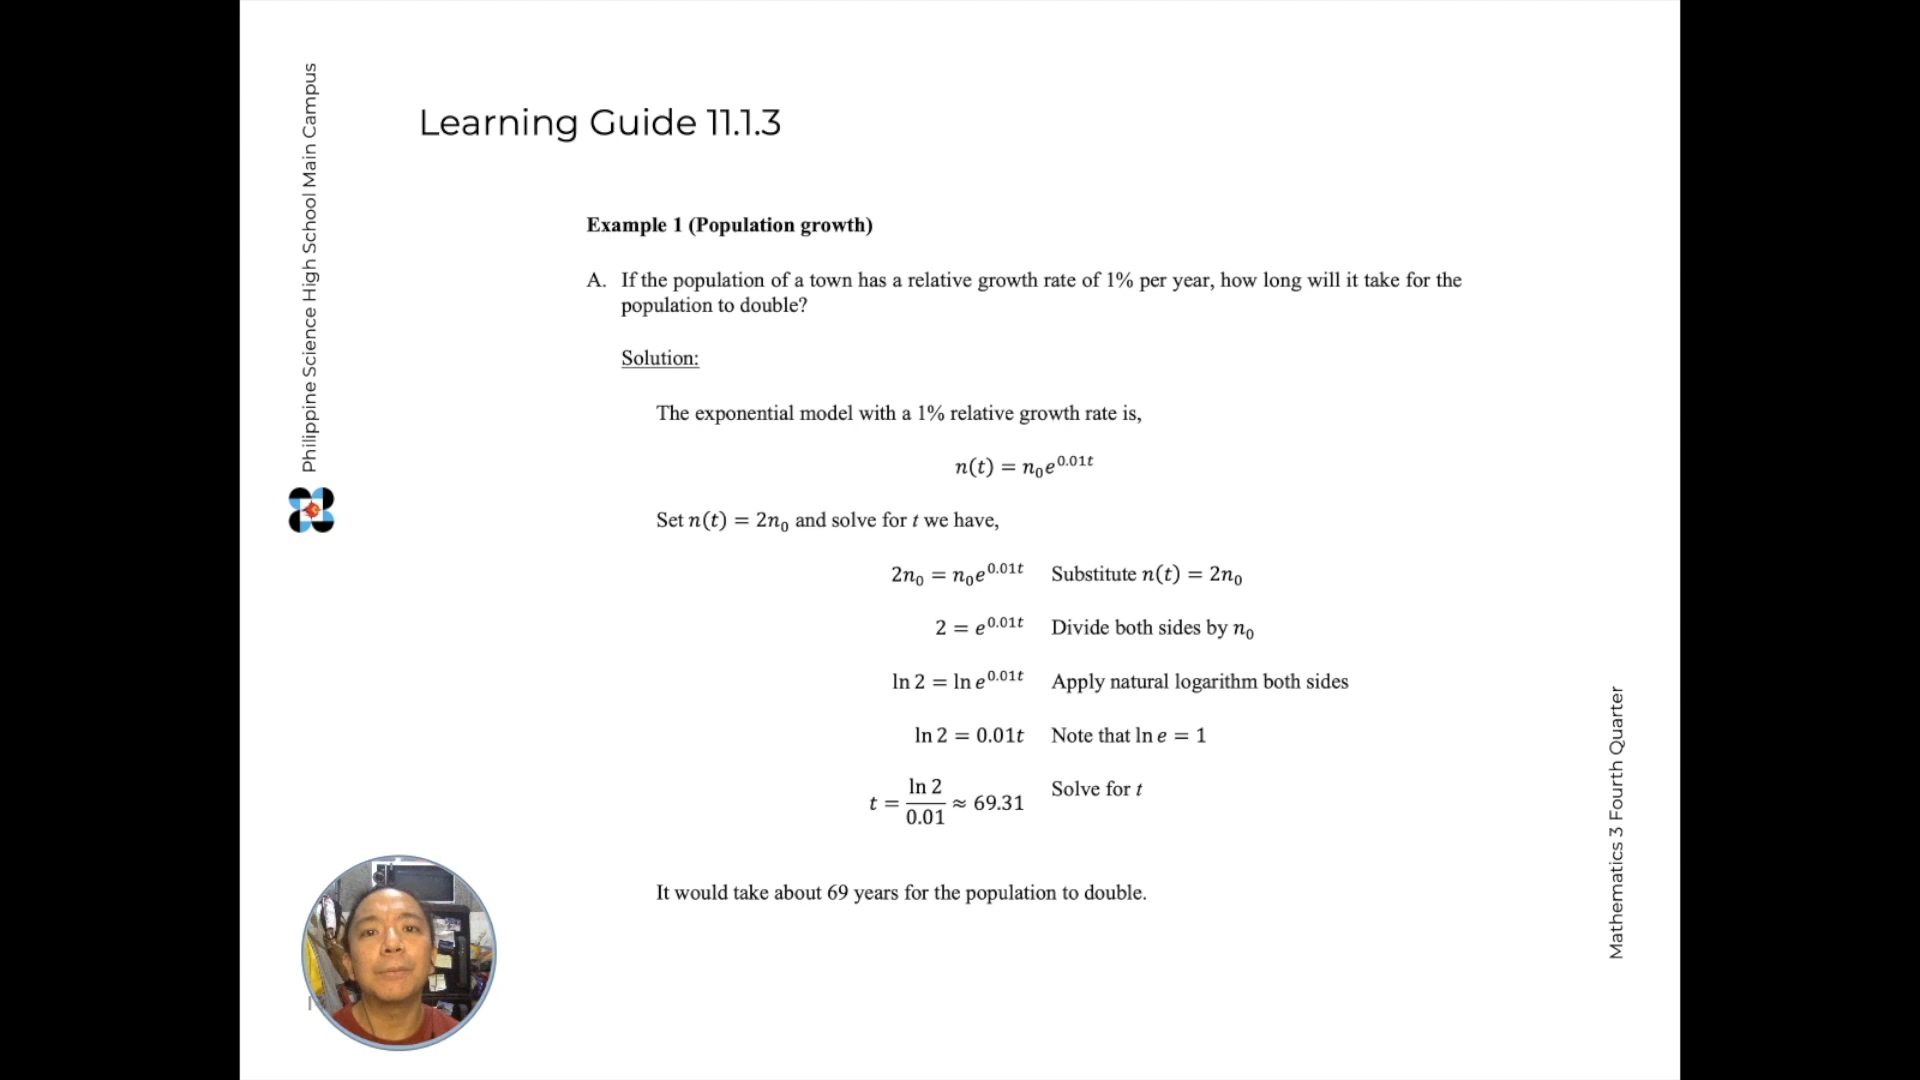 Philippine Science High School Main Campus
Learning Guide 11.1.3
Example 1 (Population growth)
A. If the population of a town has a relative growth rate of 1% per year, how long will it take for the
population to double?
Solution:
The exponential model with a 1% relative growth rate is,
n(t) = n₀e^{0.01t}
Set n(t) = 2n₀ and solve for t we have,
2n₀ = n₀e^{0.01t} Substitute n(t) = 2n₀
2 = e^{0.01t} Divide both sides by n₀
ln 2 = ln e^{0.01t} Apply natural logarithm both sides
ln 2 = 0.01t Note that ln e = 1
t = \frac{ln 2}{0.01} ≈ 69.31 Solve for t
It would take about 69 years for the population to double.
Mathematics 3 Fourth Quarter